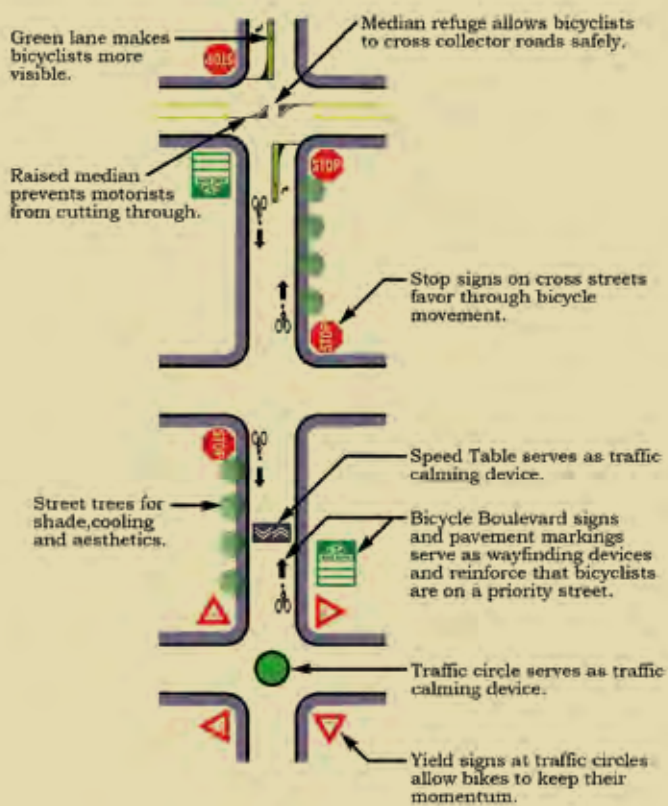 Green lane makes
bicyclists more
visible.
Median refuge allows bicyclists
to cross collector roads safely.
STOP
Raised median
prevents motorists
from cutting through.
STOP
Stop signs on cross streets
favor through bicycle
movement.
STOP
STOP
Speed Table serves as traffic
calming device.
Street trees for
shade,cooling
and aesthetics.
Bicycle Boulevard signs
and pavement markings
serve as wayfinding devices
and reinforce that bicyclists
are on a priority street.
Traffic circle serves as traffic
calming device.
Yield signs at traffic circles
allow bikes to keep their
momentum.